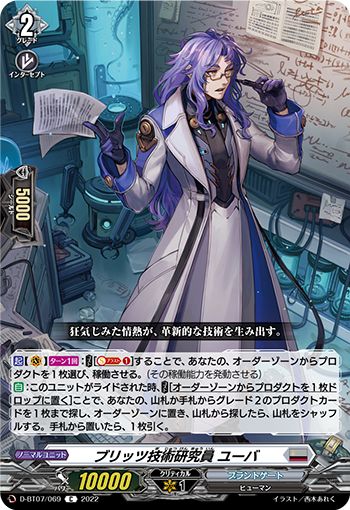 2
グレード
インターセプト
シールド
5000
狂気じみた情熱が、革新的な技術を生み出す。
起【】ターン1回【ブラスト1】することで、あなたの、オーダーゾーンからプロ
ダクトを1枚選び、稼働させる。(その稼働能力を発動させる)
自:このユニットがライドされた時、【オーダーゾーンからプロダクトを1枚ド
ロップに置く】ことで、あなたの、山札か手札からグレード2のプロダクトカー
ドを1枚まで探し、オーダーゾーンに置き、山札から探したら、山札をシャッフ
ルする。手札から置いたら、1枚引く。
ノーマルユニット
ブリッツ技術研究員 ユーバ
パワー
10000
クリティカル
1
ブラントゲート
ヒューマン
D-BT07/069 C 2022
イラスト/西木あれく